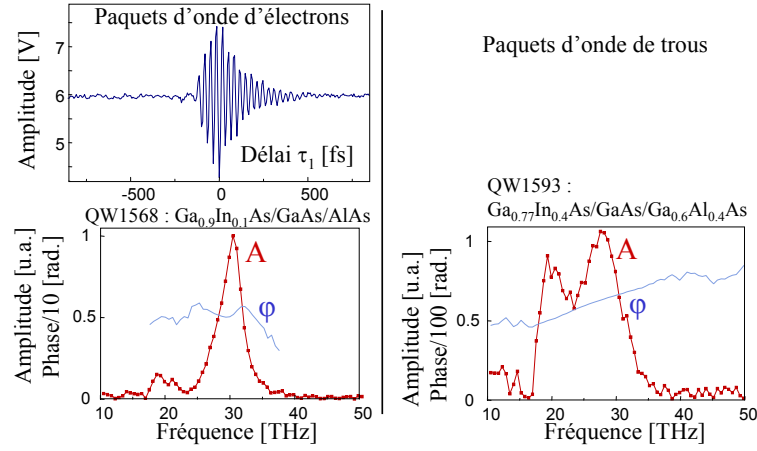 Paquets d'onde d'électrons
Amplitude [V]
7
6
5
Délai τ₁ [fs]
-500
0
500
QW1568 : Ga₀.₉In₀.₁As/GaAs/AlAs
Amplitude [u.a.]
Phase/10 [rad.]
1
0.5
0
A
φ
10
20
30
40
50
Fréquence [THz]
Paquets d'onde de trous
QW1593 :
Ga₀.₇₇In₀.₄As/GaAs/Ga₀.₆Al₀.₄As
Amplitude [u.a.]
Phase/100 [rad.]
1
0.5
0
A
φ
10
20
30
40
50
Fréquence [THz]